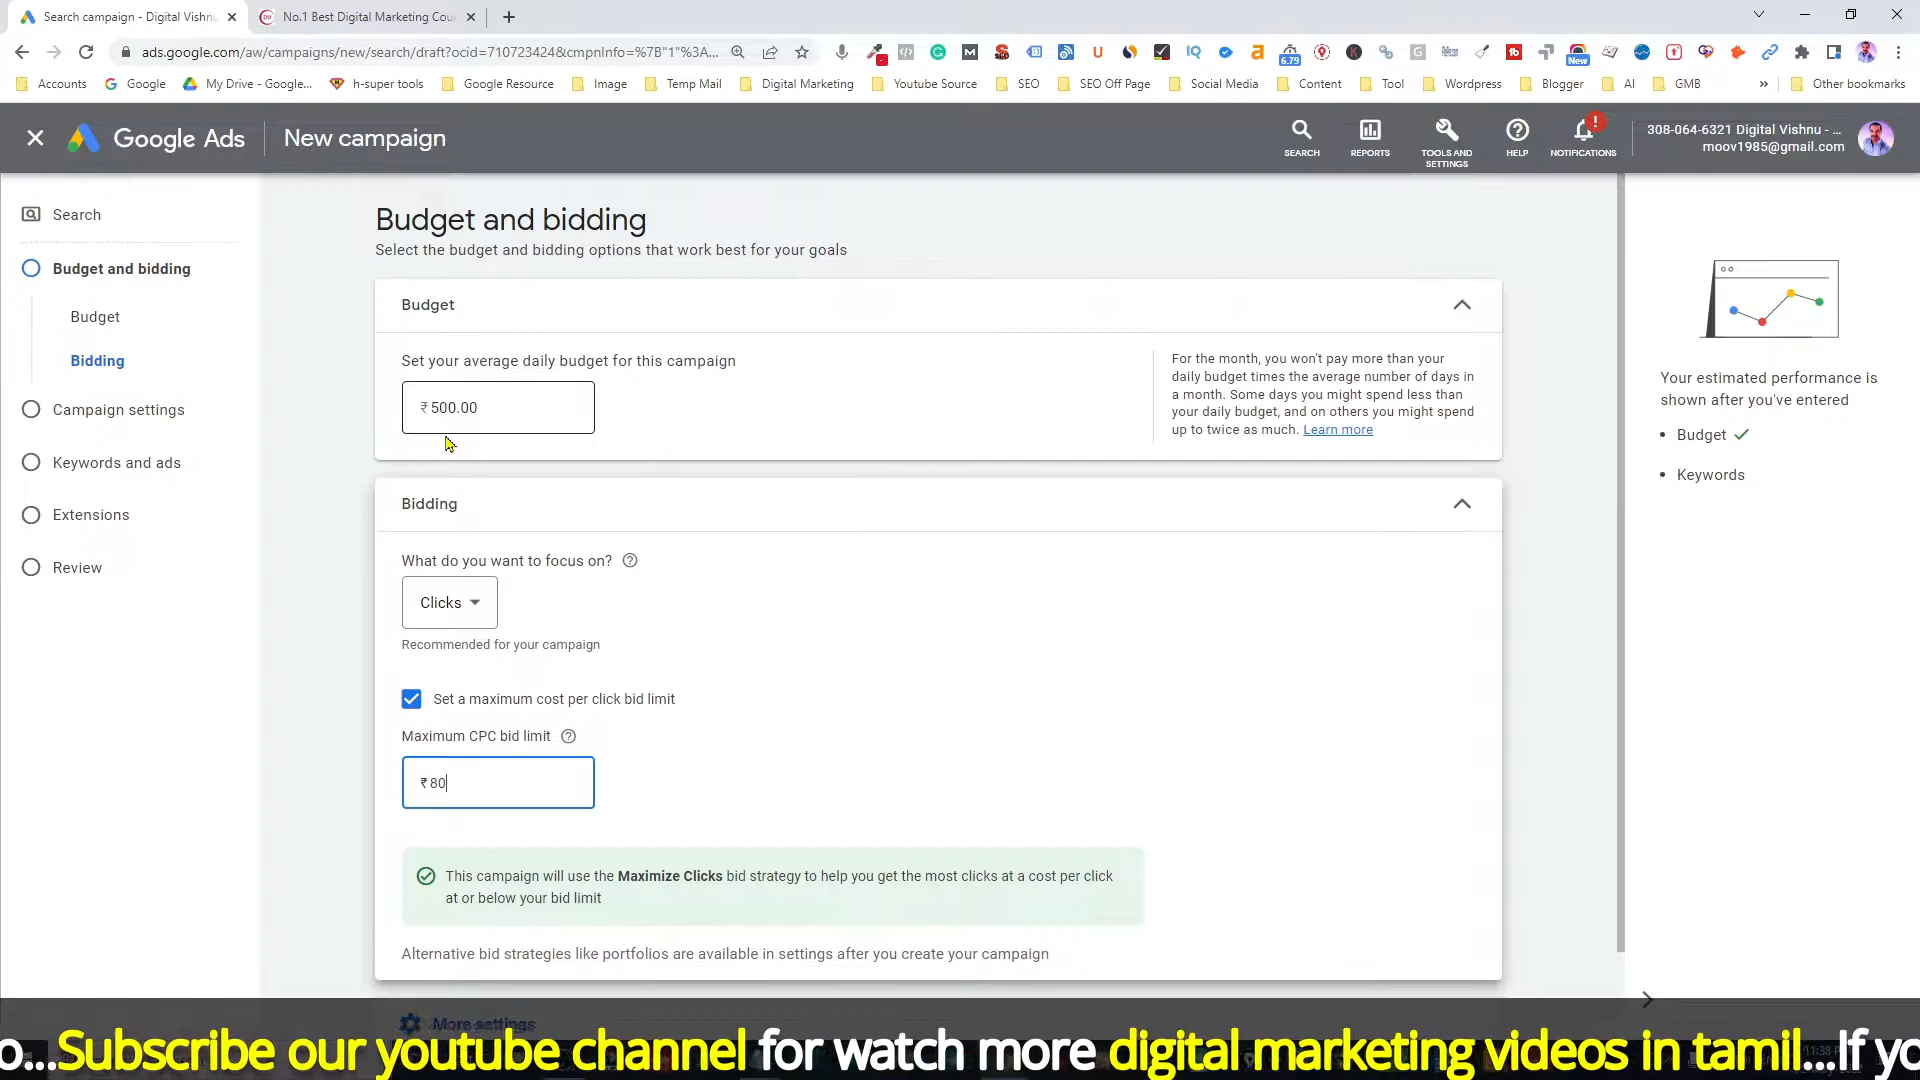 Search campaign - Digital Vishnu
No.1 Best Digital Marketing Cou
ads.google.com/aw/campaigns/new/search/draft?ocid=710723424&cmpnInfo=%7B"1"%3A...
6.79
New
Accounts
Google
My Drive - Google...
h-super tools
Google Resource
Image
Temp Mail
Digital Marketing
Youtube Source
SEO
SEO Off Page
Social Media
Content
Tool
Wordpress
Blogger
AI
GMB
»
Other bookmarks
Google Ads
New campaign
SEARCH
REPORTS
TOOLS AND
SETTINGS
HELP
NOTIFICATIONS
308-064-6321 Digital Vishnu - ...
moov1985@gmail.com
Search
Budget and bidding
Budget
Bidding
Campaign settings
Keywords and ads
Extensions
Review
Budget and bidding
Select the budget and bidding options that work best for your goals
Budget
Set your average daily budget for this campaign
₹500.00
For the month, you won't pay more than your
daily budget times the average number of days in
a month. Some days you might spend less than
your daily budget, and on others you might spend
up to twice as much. Learn more
Bidding
What do you want to focus on?
Clicks
Recommended for your campaign
Set a maximum cost per click bid limit
Maximum CPC bid limit
₹80
This campaign will use the Maximize Clicks bid strategy to help you get the most clicks at a cost per click
at or below your bid limit
Alternative bid strategies like portfolios are available in settings after you create your campaign
More settings
Your estimated performance is
shown after you've entered
• Budget
• Keywords
o...Subscribe our youtube channel for watch more digital marketing videos in tamil...If yo